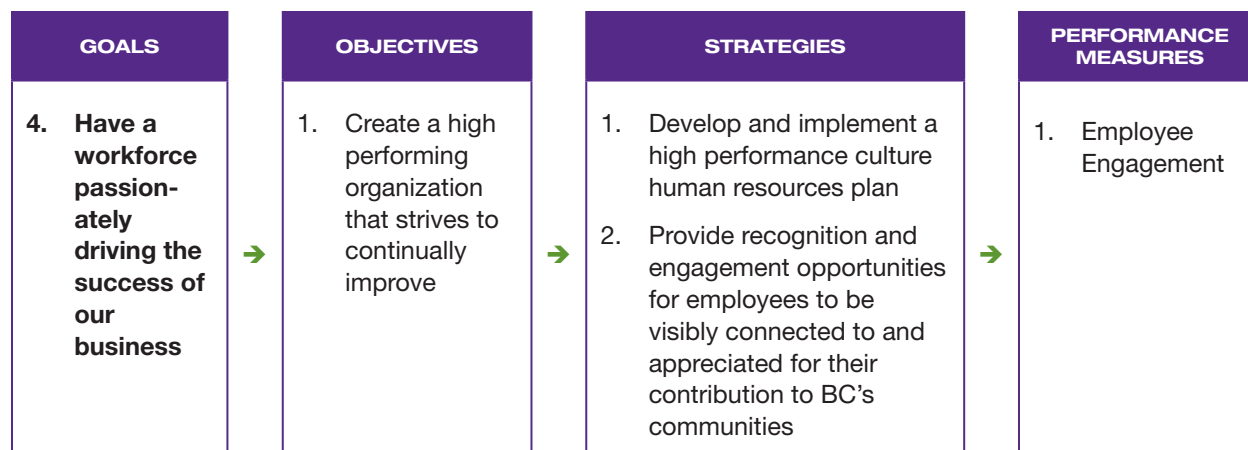 GOALS
4. Have a
workforce
passion-
ately
driving the
success of
our
business
OBJECTIVES
1. Create a high
performing
organization
that strives to
continually
improve
STRATEGIES
1. Develop and implement a
high performance culture
human resources plan
2. Provide recognition and
engagement opportunities
for employees to be
visibly connected to and
appreciated for their
contribution to BC’s
communities
PERFORMANCE
MEASURES
1. Employee
Engagement